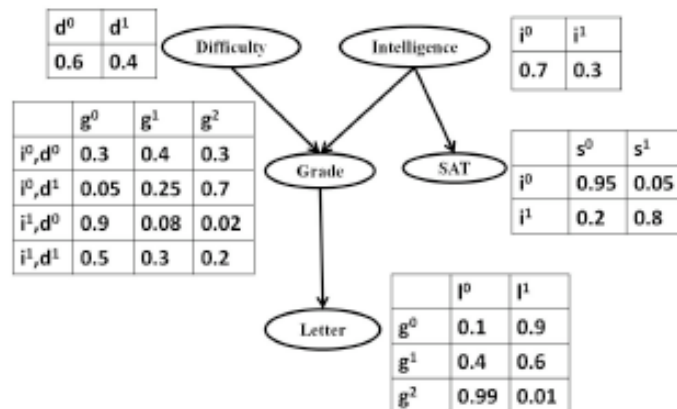 d⁰ d¹
0.6 0.4
Difficulty
Intelligence
i⁰ i¹
0.7 0.3
g⁰ g¹ g²
i⁰,d⁰ 0.3 0.4 0.3
i⁰,d¹ 0.05 0.25 0.7
i¹,d⁰ 0.9 0.08 0.02
i¹,d¹ 0.5 0.3 0.2
Grade
SAT
s⁰ s¹
i⁰ 0.95 0.05
i¹ 0.2 0.8
Letter
l⁰ l¹
g⁰ 0.1 0.9
g¹ 0.4 0.6
g² 0.99 0.01